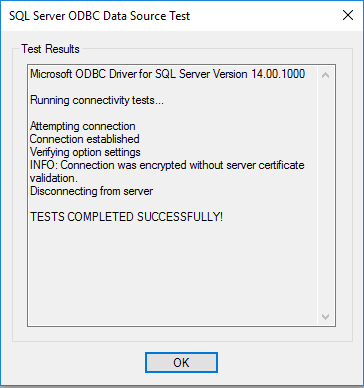 SQL Server ODBC Data Source Test
Test Results
Microsoft ODBC Driver for SQL Server Version 14.00.1000
Running connectivity tests...
Attempting connection
Connection established
Verifying option settings
INFO: Connection was encrypted without server certificate
validation.
Disconnecting from server
TESTS COMPLETED SUCCESSFULLY!
OK